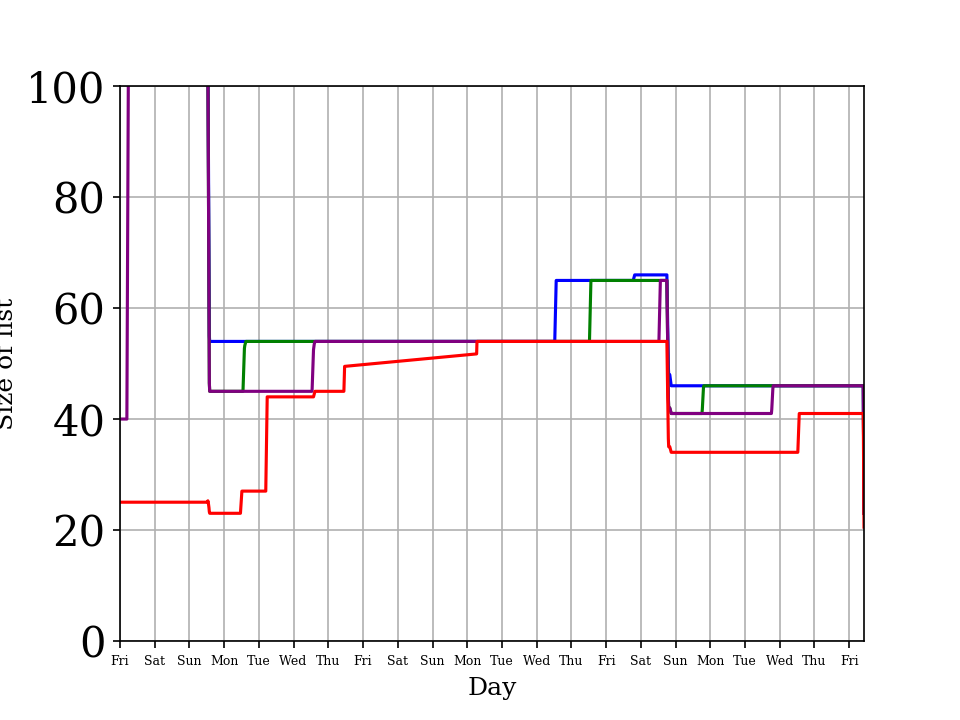 100
80
60
40
20
0
Size of list
Fri Sat Sun Mon Tue Wed Thu Fri Sat Sun Mon Tue Wed Thu Fri Sat Sun Mon Tue Wed Thu Fri
Day